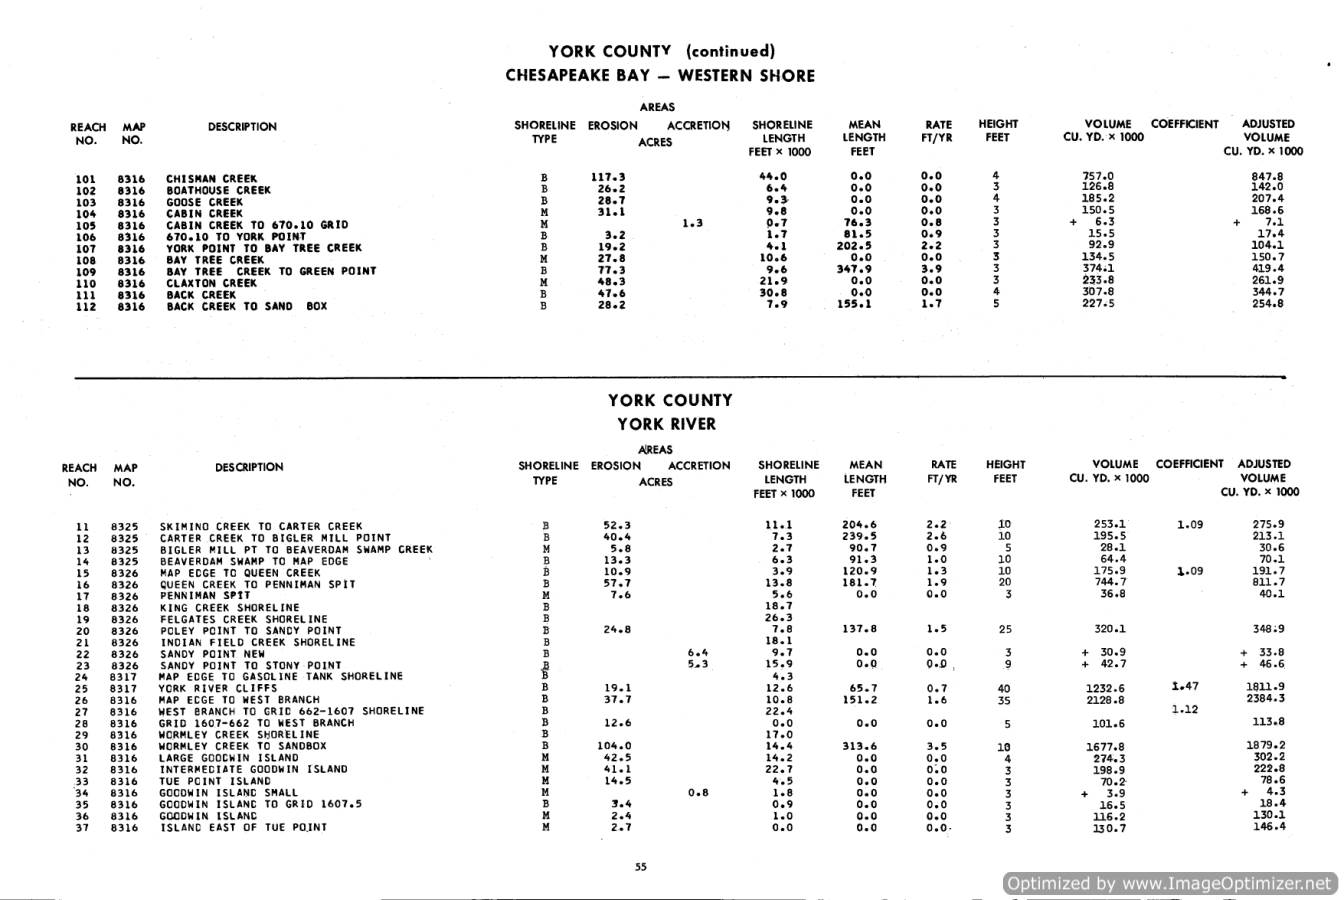 YORK COUNTY (continued)
CHESAPEAKE BAY — WESTERN SHORE
AREAS
REACH MAP DESCRIPTION SHORELINE EROSION ACCRETION SHORELINE MEAN RATE HEIGHT VOLUME COEFFICIENT ADJUSTED
NO. NO. TYPE ACRES LENGTH LENGTH FT/YR FEET CU. YD. × 1000 VOLUME
FEET × 1000 FEET CU. YD. × 1000
101 8316 CHISMAN CREEK B 117.3 44.0 0.0 0.0 4 757.0 847.8
102 8316 BOATHOUSE CREEK B 26.2 6.4 0.0 0.0 3 126.8 142.0
103 8316 GOOSE CREEK B 28.7 9.3 0.0 0.0 4 185.2 207.4
104 8316 CABIN CREEK M 31.1 9.8 0.0 0.0 3 150.5 168.6
105 8316 CABIN CREEK TO 670.10 GRID M 1.3 0.7 76.3 0.8 3 + 6.3 + 7.1
106 8316 670.10 TO YORK POINT B 3.2 1.7 81.5 0.9 3 15.5 17.4
107 8316 YORK POINT TO BAY TREE CREEK B 19.2 4.1 202.5 2.2 3 92.9 104.1
108 8316 BAY TREE CREEK M 27.8 10.6 0.0 0.0 3 134.5 150.7
109 8316 BAY TREE CREEK TO GREEN POINT B 77.3 9.6 347.9 3.9 3 374.1 419.4
110 8316 CLAXTON CREEK M 48.3 21.9 0.0 0.0 3 233.8 261.9
111 8316 BACK CREEK B 47.6 30.8 0.0 0.0 4 307.8 344.7
112 8316 BACK CREEK TO SAND BOX B 28.2 7.9 155.1 1.7 5 227.5 254.8
YORK COUNTY
YORK RIVER
AREAS
REACH MAP DESCRIPTION SHORELINE EROSION ACCRETION SHORELINE MEAN RATE HEIGHT VOLUME COEFFICIENT ADJUSTED
NO. NO. TYPE ACRES LENGTH LENGTH FT/YR FEET CU. YD. × 1000 VOLUME
FEET × 1000 FEET CU. YD. × 1000
11 8325 SKIMINO CREEK TO CARTER CREEK B 52.3 11.1 204.6 2.2 10 253.1 1.09 275.9
12 8325 CARTER CREEK TO BIGLER MILL POINT B 40.4 7.3 239.5 2.6 10 195.5 213.1
13 8325 BIGLER MILL PT TO BEAVERDAM SWAMP CREEK M 5.8 2.7 90.7 0.9 5 28.1 30.6
14 8325 BEAVERDAM SWAMP TO MAP EDGE B 13.3 6.3 91.3 1.0 10 64.4 70.1
15 8326 MAP EDGE TO QUEEN CREEK B 10.9 3.9 120.9 1.3 10 175.9 1.09 191.7
16 8326 QUEEN CREEK TO PENNIMAN SPIT B 57.7 13.8 181.7 1.9 20 744.7 811.7
17 8326 PENNIMAN SPIT M 7.6 5.6 0.0 0.0 3 36.8 40.1
18 8326 KING CREEK SHORELINE B 18.7
19 8326 FELGATES CREEK SHORELINE B 26.3
20 8326 POLEY POINT TO SANDY POINT B 24.8 7.8 137.8 1.5 25 320.1 348.9
21 8326 INDIAN FIELD CREEK SHORELINE B 18.1
22 8326 SANDY POINT NEW B 6.4 9.7 0.0 0.0 3 + 30.9 + 33.8
23 8326 SANDY POINT TO STONY POINT B 5.3 15.9 0.0 0.0 9 + 42.7 + 46.6
24 8317 MAP EDGE TO GASOLINE TANK SHORELINE B 4.3
25 8317 YORK RIVER CLIFFS B 19.1 12.6 65.7 0.7 40 1232.6 1.47 1811.9
26 8316 MAP EDGE TO WEST BRANCH B 37.7 10.8 151.2 1.6 35 2128.8 2384.3
27 8316 WEST BRANCH TO GRID 662-1607 SHORELINE B 22.4 1.12
28 8316 GRID 1607-662 TO WEST BRANCH B 12.6 0.0 0.0 0.0 5 101.6 113.8
29 8316 WORMLEY CREEK SHORELINE B 17.0
30 8316 WORMLEY CREEK TO SANDBOX B 104.0 14.4 313.6 3.5 10 1677.8 1879.2
31 8316 LARGE GOODWIN ISLAND M 42.5 14.2 0.0 0.0 4 274.3 302.2
32 8316 INTERMEDIATE GOODWIN ISLAND M 41.1 22.7 0.0 0.0 3 198.9 222.8
33 8316 TUE POINT ISLAND M 14.5 4.5 0.0 0.0 3 70.2 78.6
34 8316 GOODWIN ISLAND SMALL M 0.8 1.8 0.0 0.0 3 + 3.9 + 4.3
35 8316 GOODWIN ISLAND TO GRID 1607.5 B 3.4 0.9 0.0 0.0 3 16.5 18.4
36 8316 GOODWIN ISLAND M 2.4 1.0 0.0 0.0 3 116.2 130.1
37 8316 ISLAND EAST OF TUE POINT M 2.7 0.0 0.0 0.0 3 130.7 146.4
55
Optimized by www.ImageOptimizer.net